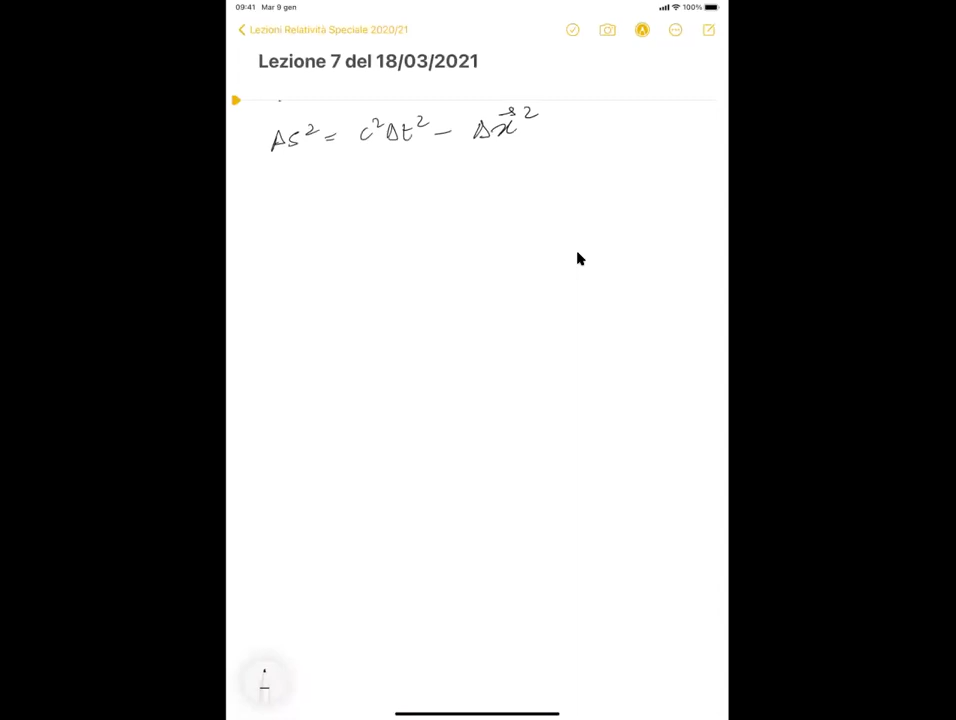 09:41 Mar 9 gen 100%
Lezioni Relatività Speciale 2020/21
Lezione 7 del 18/03/2021
Δs² = c²Δt² − Δx⃗²